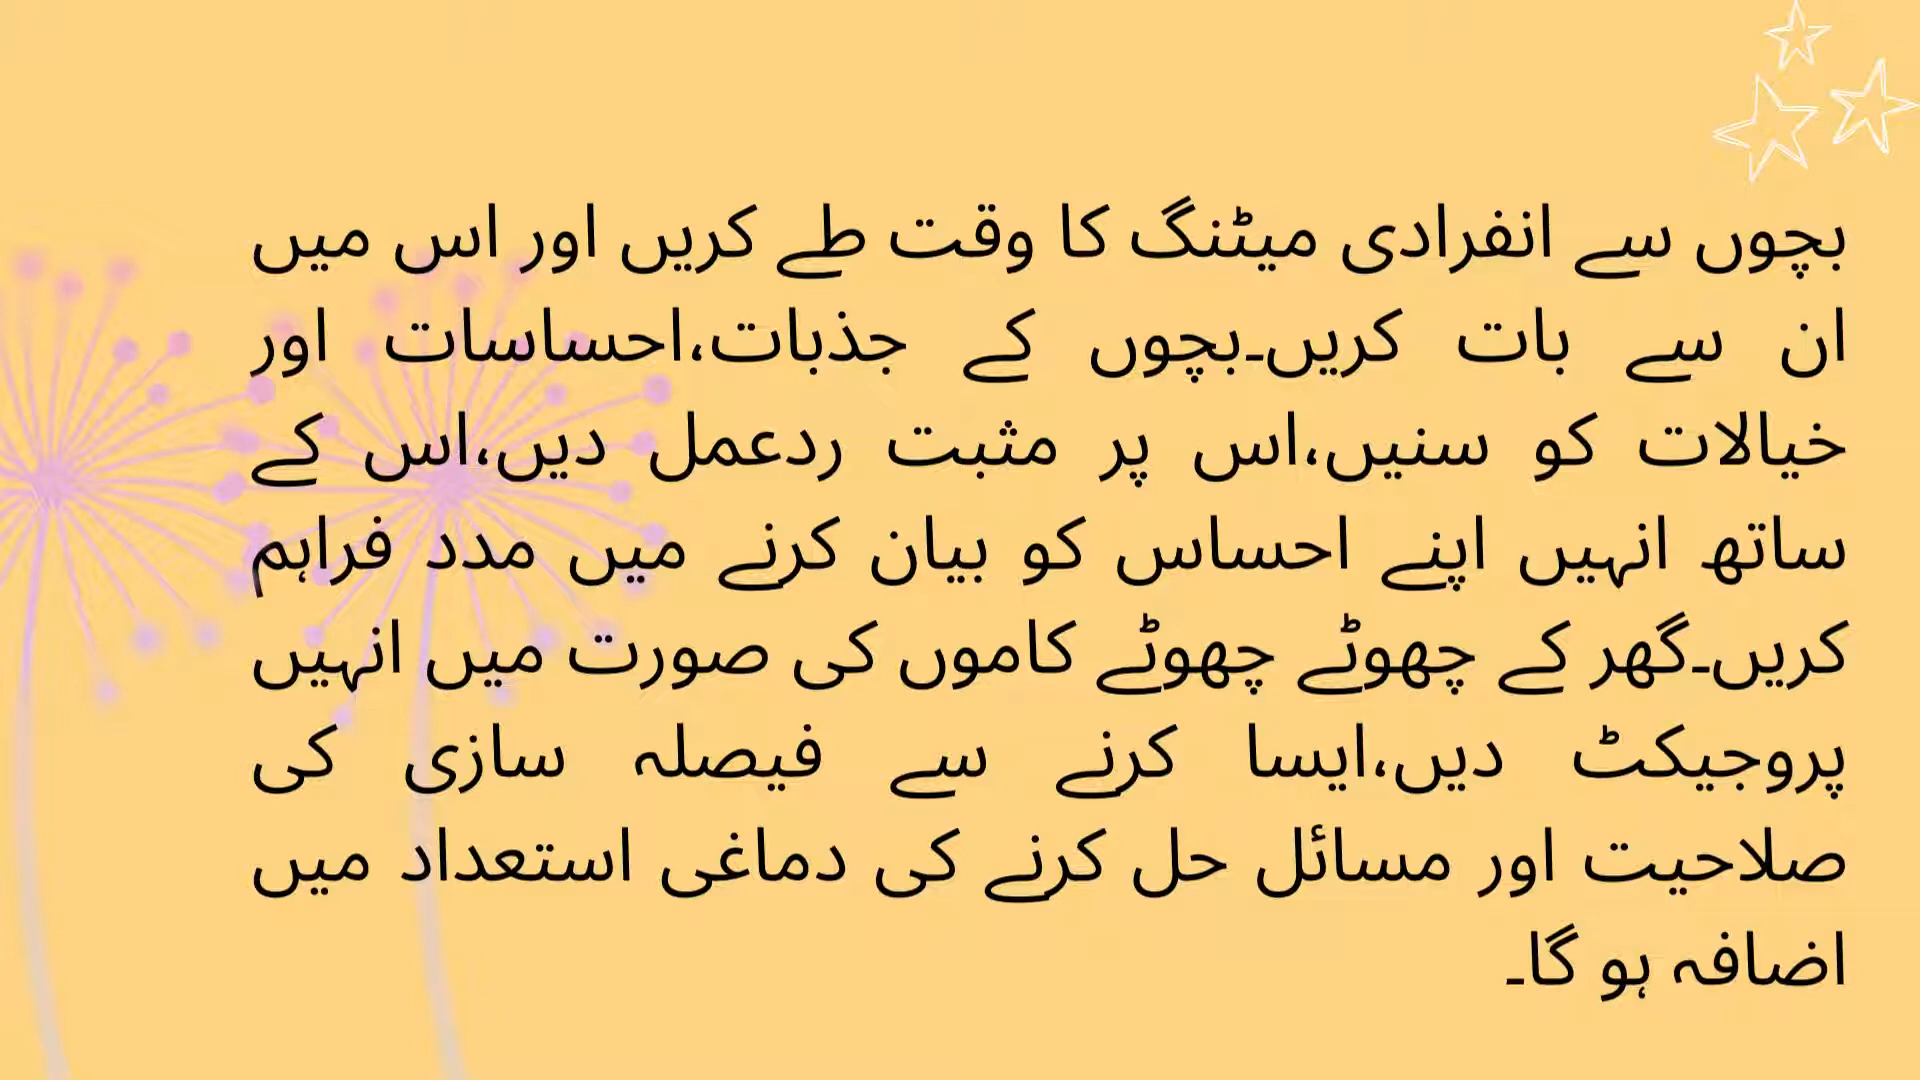 بچوں سے انفرادی میٹنگ کا وقت طے کریں اور اس میں
ان سے بات کریں۔بچوں کے جذبات،احساسات اور
خیالات کو سنیں،اس پر مثبت ردعمل دیں،اس کے
ساتھ انہیں اپنے احساس کو بیان کرنے میں مدد فراہم
کریں۔گھر کے چھوٹے چھوٹے کاموں کی صورت میں انہیں
پروجیکٹ دیں،ایسا کرنے سے فیصلہ سازی کی
صلاحیت اور مسائل حل کرنے کی دماغی استعداد میں
اضافہ ہو گا۔